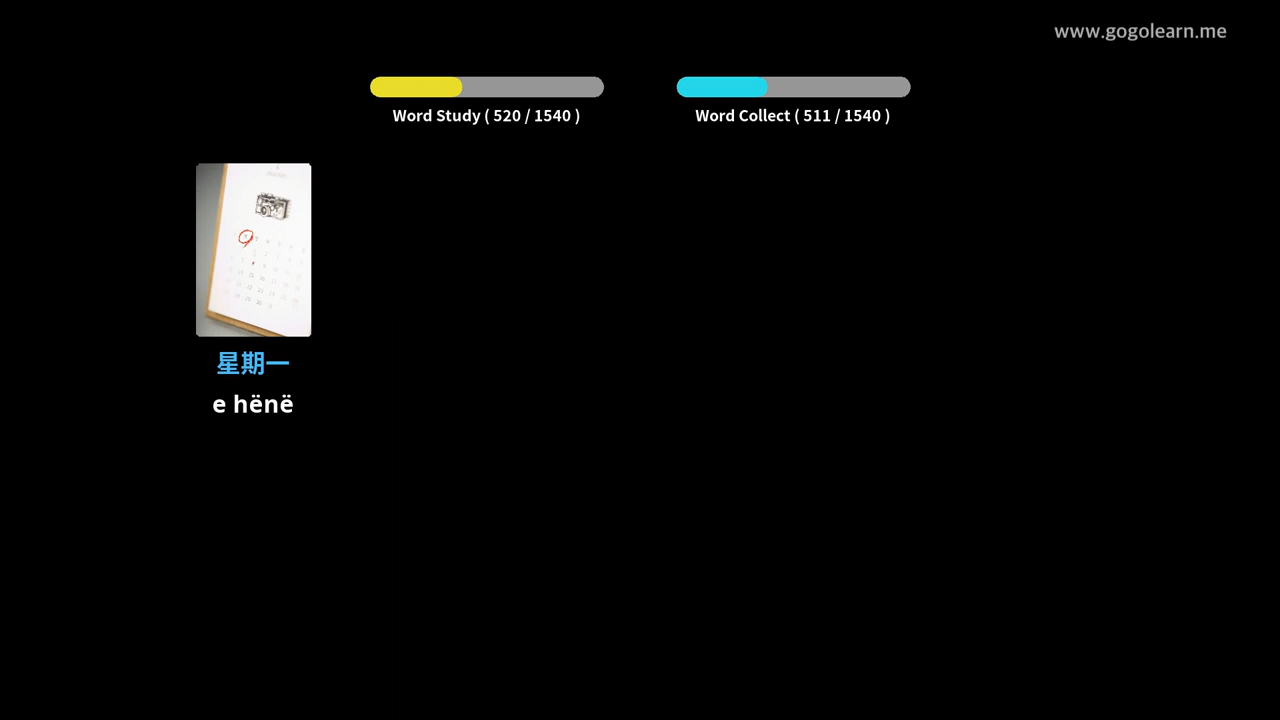 www.gogolearn.me
Word Study ( 520 / 1540 )
Word Collect ( 511 / 1540 )
星期一
e hënë